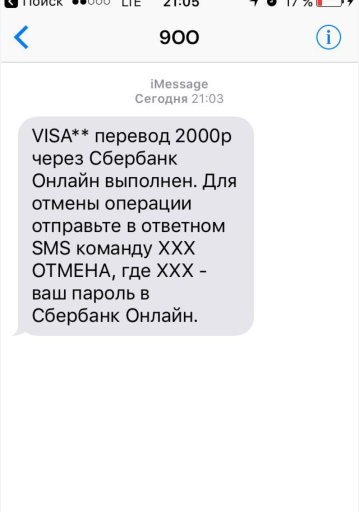 Поиск LTE 21:05 17 %
900
iMessage
Сегодня 21:03
VISA** перевод 2000р
через Сбербанк
Онлайн выполнен. Для
отмены операции
отправьте в ответном
SMS команду XXX
ОТМЕНА, где XXX -
ваш пароль в
Сбербанк Онлайн.